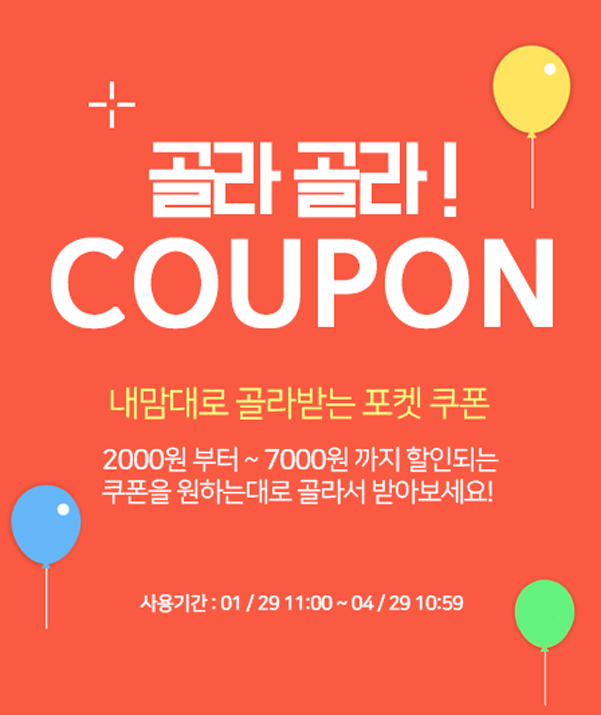 골라 골라 !
COUPON
내맘대로 골라받는 포켓 쿠폰
2000원 부터 ~ 7000원 까지 할인되는
쿠폰을 원하는대로 골라서 받아보세요!
사용기간 : 01 / 29 11:00 ~ 04 / 29 10:59